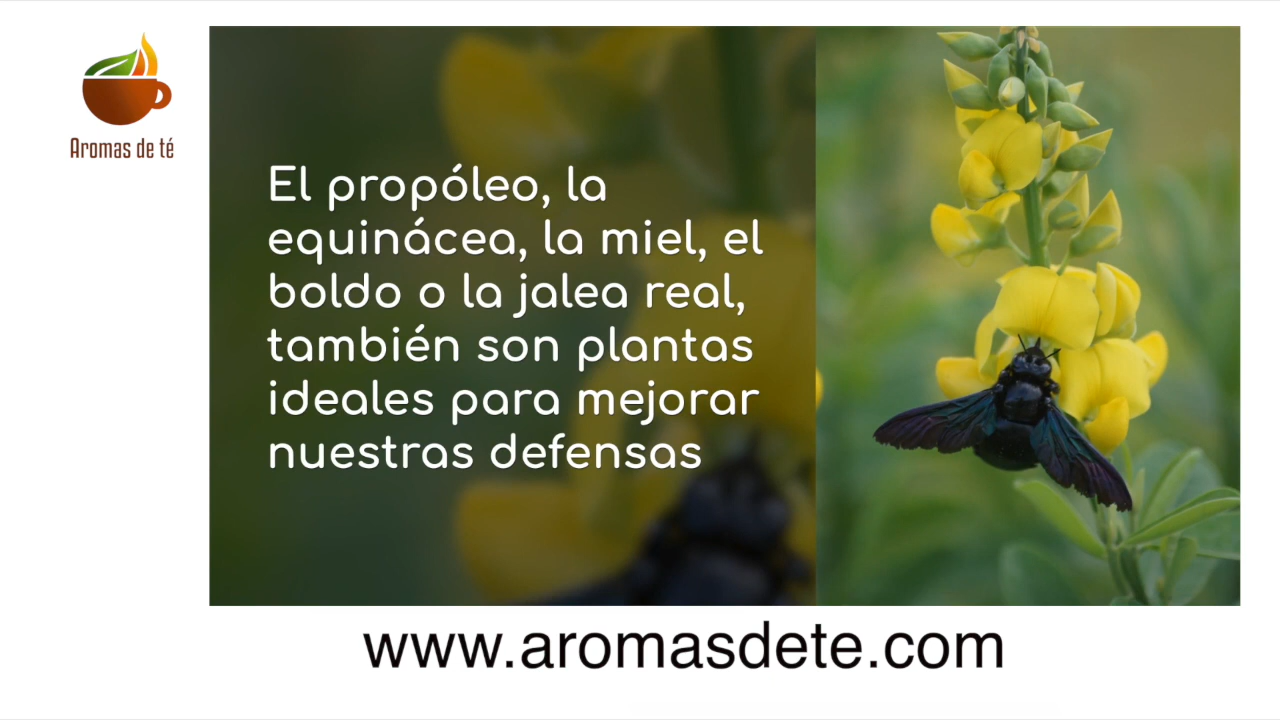 Aromas de té
El propóleo, la
equinácea, la miel, el
boldo o la jalea real,
también son plantas
ideales para mejorar
nuestras defensas
www.aromasdete.com